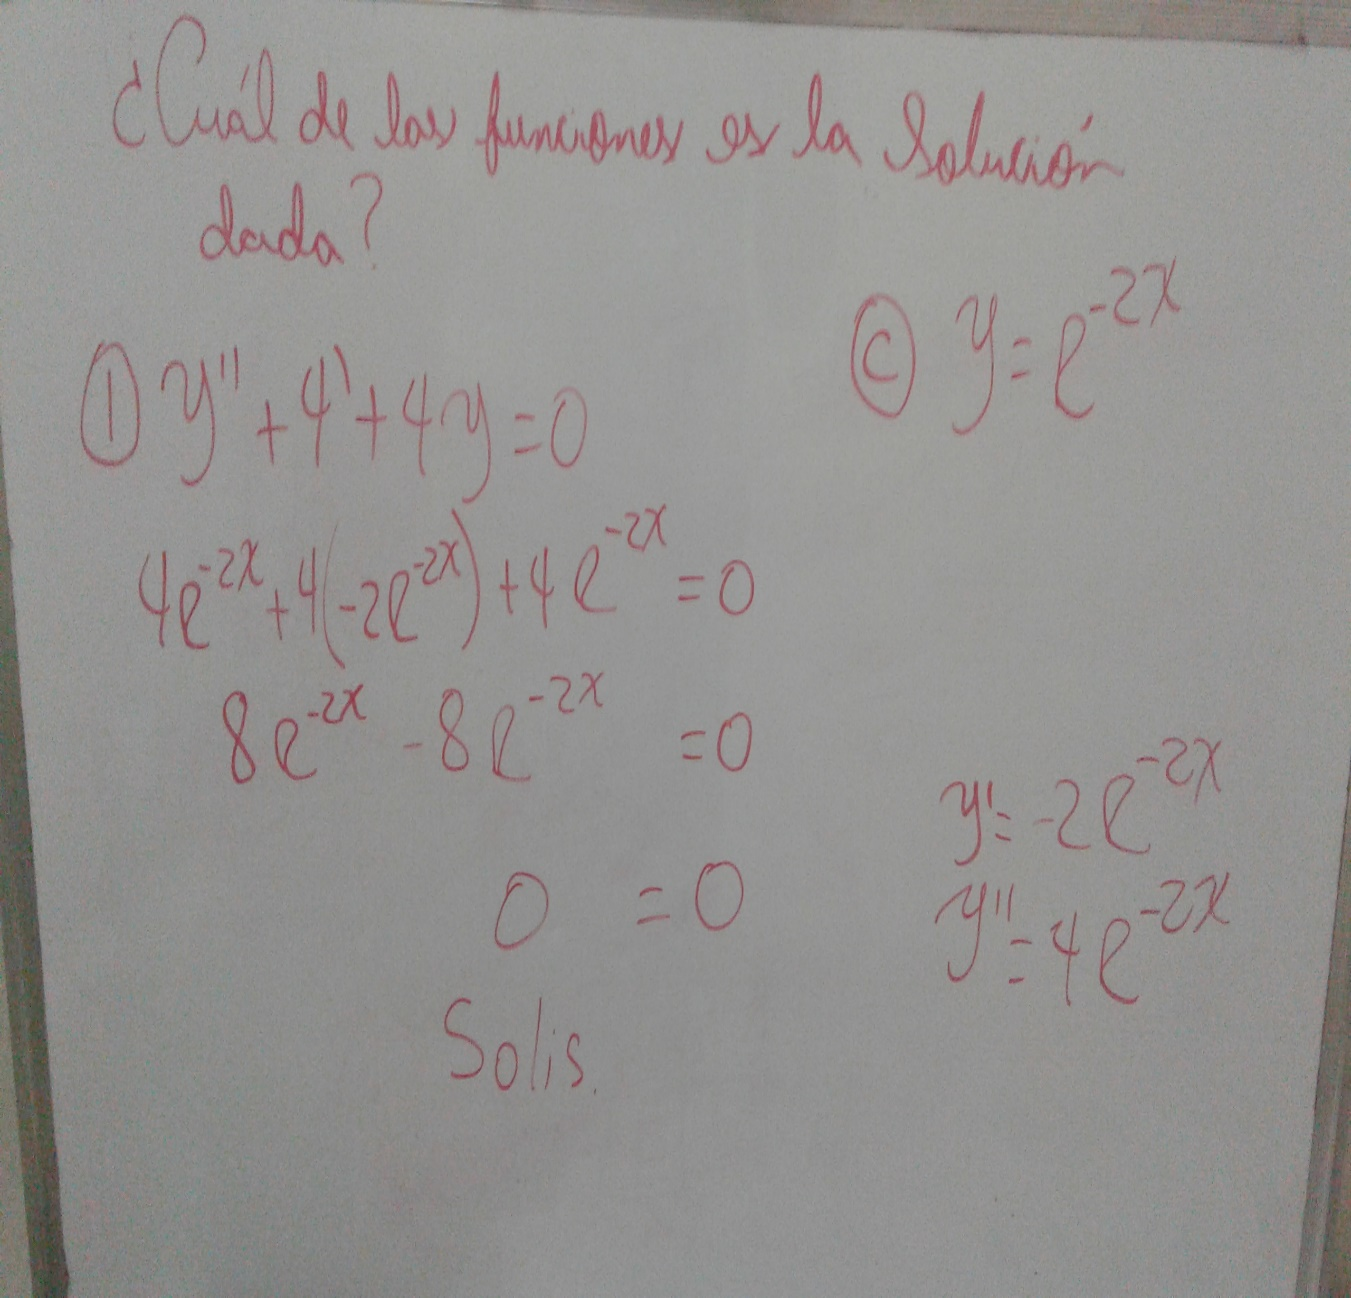 ¿Cuál de las funciones es la Solución
dada?
① y'' + 4' + 4y = 0
4e^{-2x} + 4(-2e^{-2x}) + 4e^{-2x} = 0
8e^{-2x} - 8e^{-2x} = 0
0 = 0
Solis.
Ⓒ y = e^{-2x}
y' = -2e^{-2x}
y'' = 4e^{-2x}